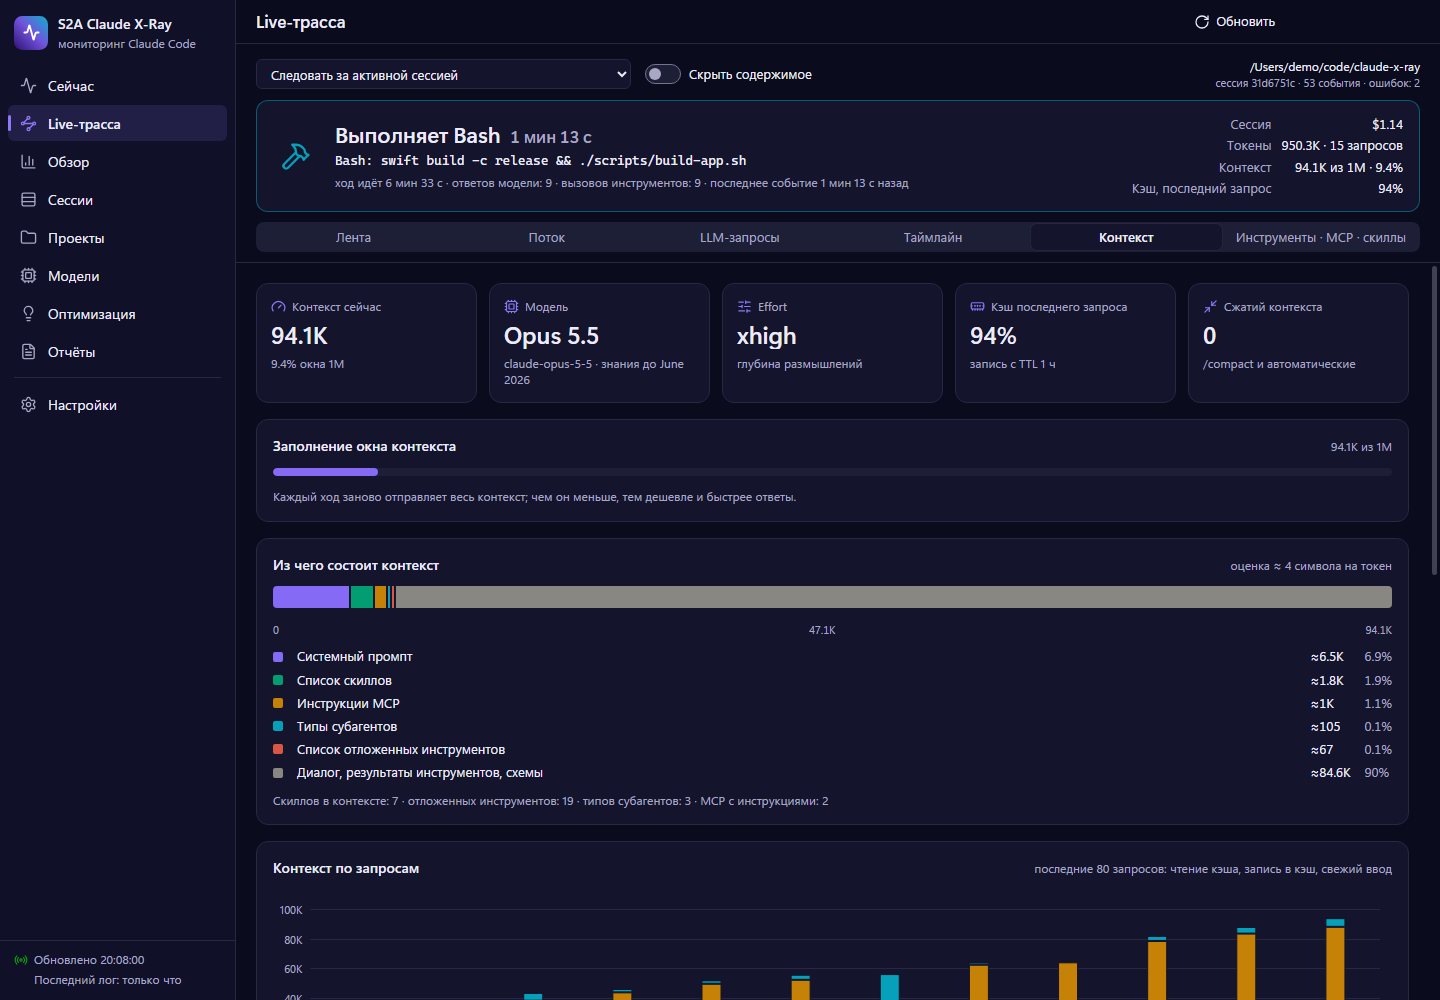 S2A Claude X-Ray
мониторинг Claude Code
Сейчас
Live-трасса
Обзор
Сессии
Проекты
Модели
Оптимизация
Отчёты
Настройки
Обновлено 20:08:00
Последний лог: только что
Live-трасса
Обновить
Следовать за активной сессией
Скрыть содержимое
/Users/demo/code/claude-x-ray
сессия 31d6751c · 53 события · ошибок: 2
Выполняет Bash 1 мин 13 с
Bash: swift build -c release && ./scripts/build-app.sh
ход идёт 6 мин 33 с · ответов модели: 9 · вызовов инструментов: 9 · последнее событие 1 мин 13 с назад
Сессия $1.14
Токены 950.3K · 15 запросов
Контекст 94.1K из 1M · 9.4%
Кэш, последний запрос 94%
Лента
Поток
LLM-запросы
Таймлайн
Контекст
Инструменты · MCP · скиллы
Контекст сейчас
94.1K
9.4% окна 1M
Модель
Opus 5.5
claude-opus-5-5 · знания до June
2026
Effort
xhigh
глубина размышлений
Кэш последнего запроса
94%
запись с TTL 1 ч
Сжатий контекста
0
/compact и автоматические
Заполнение окна контекста
94.1K из 1M
Каждый ход заново отправляет весь контекст; чем он меньше, тем дешевле и быстрее ответы.
Из чего состоит контекст
оценка ≈ 4 символа на токен
0 47.1K 94.1K
Системный промпт ≈6.5K 6.9%
Список скиллов ≈1.8K 1.9%
Инструкции MCP ≈1K 1.1%
Типы субагентов ≈105 0.1%
Список отложенных инструментов ≈67 0.1%
Диалог, результаты инструментов, схемы ≈84.6K 90%
Скиллов в контексте: 7 · отложенных инструментов: 19 · типов субагентов: 3 · MCP с инструкциями: 2
Контекст по запросам
последние 80 запросов: чтение кэша, запись в кэш, свежий ввод
100K
80K
60K
40K